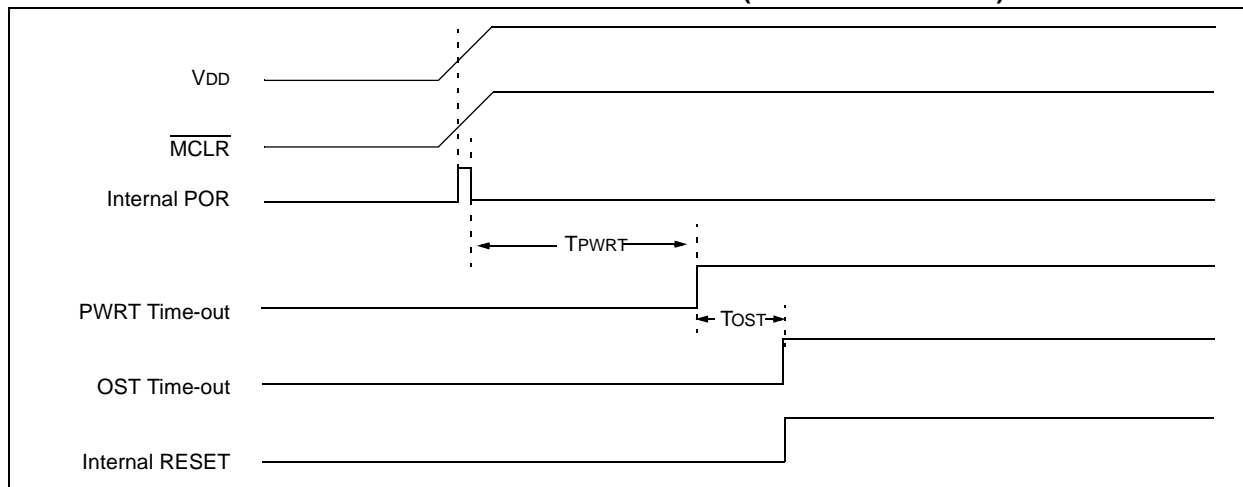 VDD
MCLR
Internal POR
TPWRT
PWRT Time-out
TOST
OST Time-out
Internal RESET